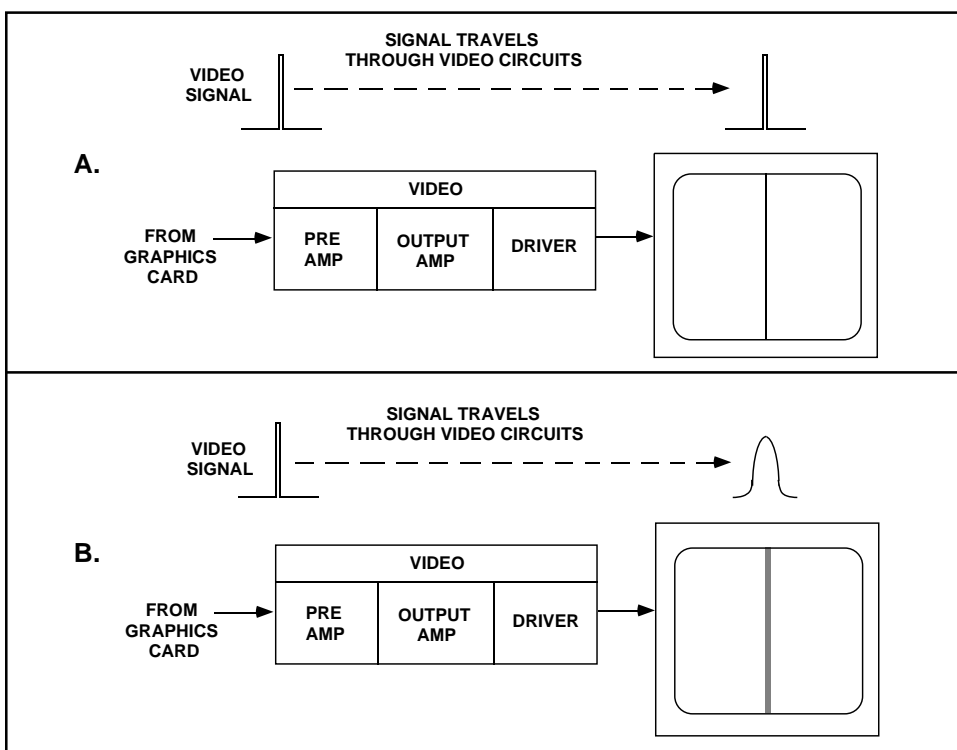 SIGNAL TRAVELS
THROUGH VIDEO CIRCUITS
VIDEO
SIGNAL
A.
VIDEO
FROM
GRAPHICS
CARD
PRE
AMP
OUTPUT
AMP
DRIVER
SIGNAL TRAVELS
THROUGH VIDEO CIRCUITS
VIDEO
SIGNAL
B.
VIDEO
FROM
GRAPHICS
CARD
PRE
AMP
OUTPUT
AMP
DRIVER